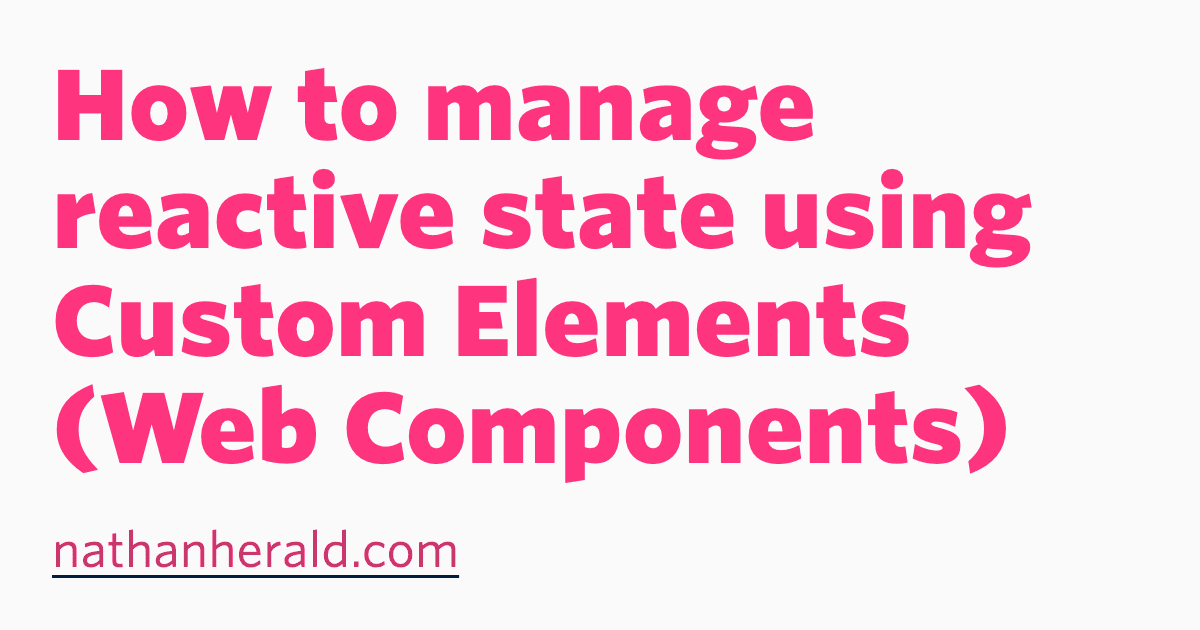 How to manage
reactive state using
Custom Elements
(Web Components)
nathanherald.com